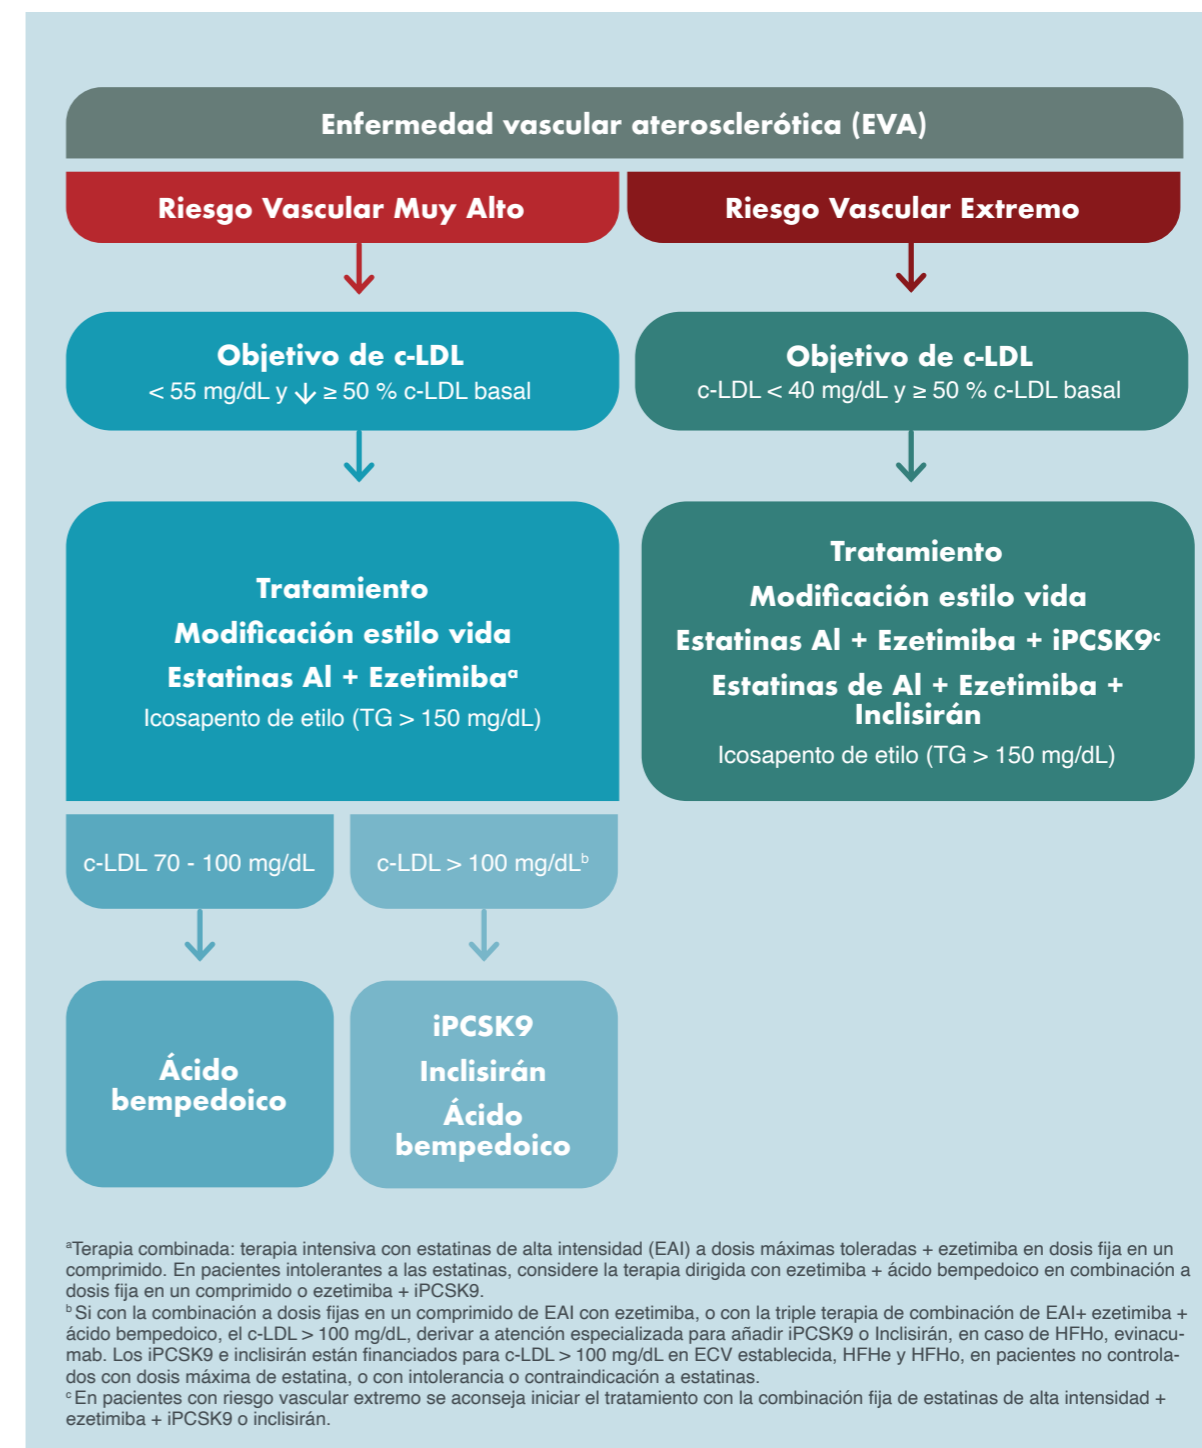 Enfermedad vascular aterosclerótica (EVA)
Riesgo Vascular Muy Alto
Riesgo Vascular Extremo
Objetivo de c-LDL
< 55 mg/dL y ↓ ≥ 50 % c-LDL basal
Objetivo de c-LDL
c-LDL < 40 mg/dL y ≥ 50 % c-LDL basal
Tratamiento
Modificación estilo vida
Estatinas AI + Ezetimibaᵃ
Icosapento de etilo (TG > 150 mg/dL)
Tratamiento
Modificación estilo vida
Estatinas AI + Ezetimiba + iPCSK9ᶜ
Estatinas de AI + Ezetimiba +
Inclisirán
Icosapento de etilo (TG > 150 mg/dL)
c-LDL 70 - 100 mg/dL
c-LDL > 100 mg/dLᵇ
Ácido
bempedoico
iPCSK9
Inclisirán
Ácido
bempedoico
ᵃTerapia combinada: terapia intensiva con estatinas de alta intensidad (EAI) a dosis máximas toleradas + ezetimiba en dosis fija en un
comprimido. En pacientes intolerantes a las estatinas, considere la terapia dirigida con ezetimiba + ácido bempedoico en combinación a
dosis fija en un comprimido o ezetimiba + iPCSK9.
ᵇ Si con la combinación a dosis fijas en un comprimido de EAI con ezetimiba, o con la triple terapia de combinación de EAI+ ezetimiba +
ácido bempedoico, el c-LDL > 100 mg/dL, derivar a atención especializada para añadir iPCSK9 o Inclisirán, en caso de HFHo, evinacu-
mab. Los iPCSK9 e inclisirán están financiados para c-LDL > 100 mg/dL en ECV establecida, HFHe y HFHo, en pacientes no controla-
dos con dosis máxima de estatina, o con intolerancia o contraindicación a estatinas.
ᶜ En pacientes con riesgo vascular extremo se aconseja iniciar el tratamiento con la combinación fija de estatinas de alta intensidad +
ezetimiba + iPCSK9 o inclisirán.